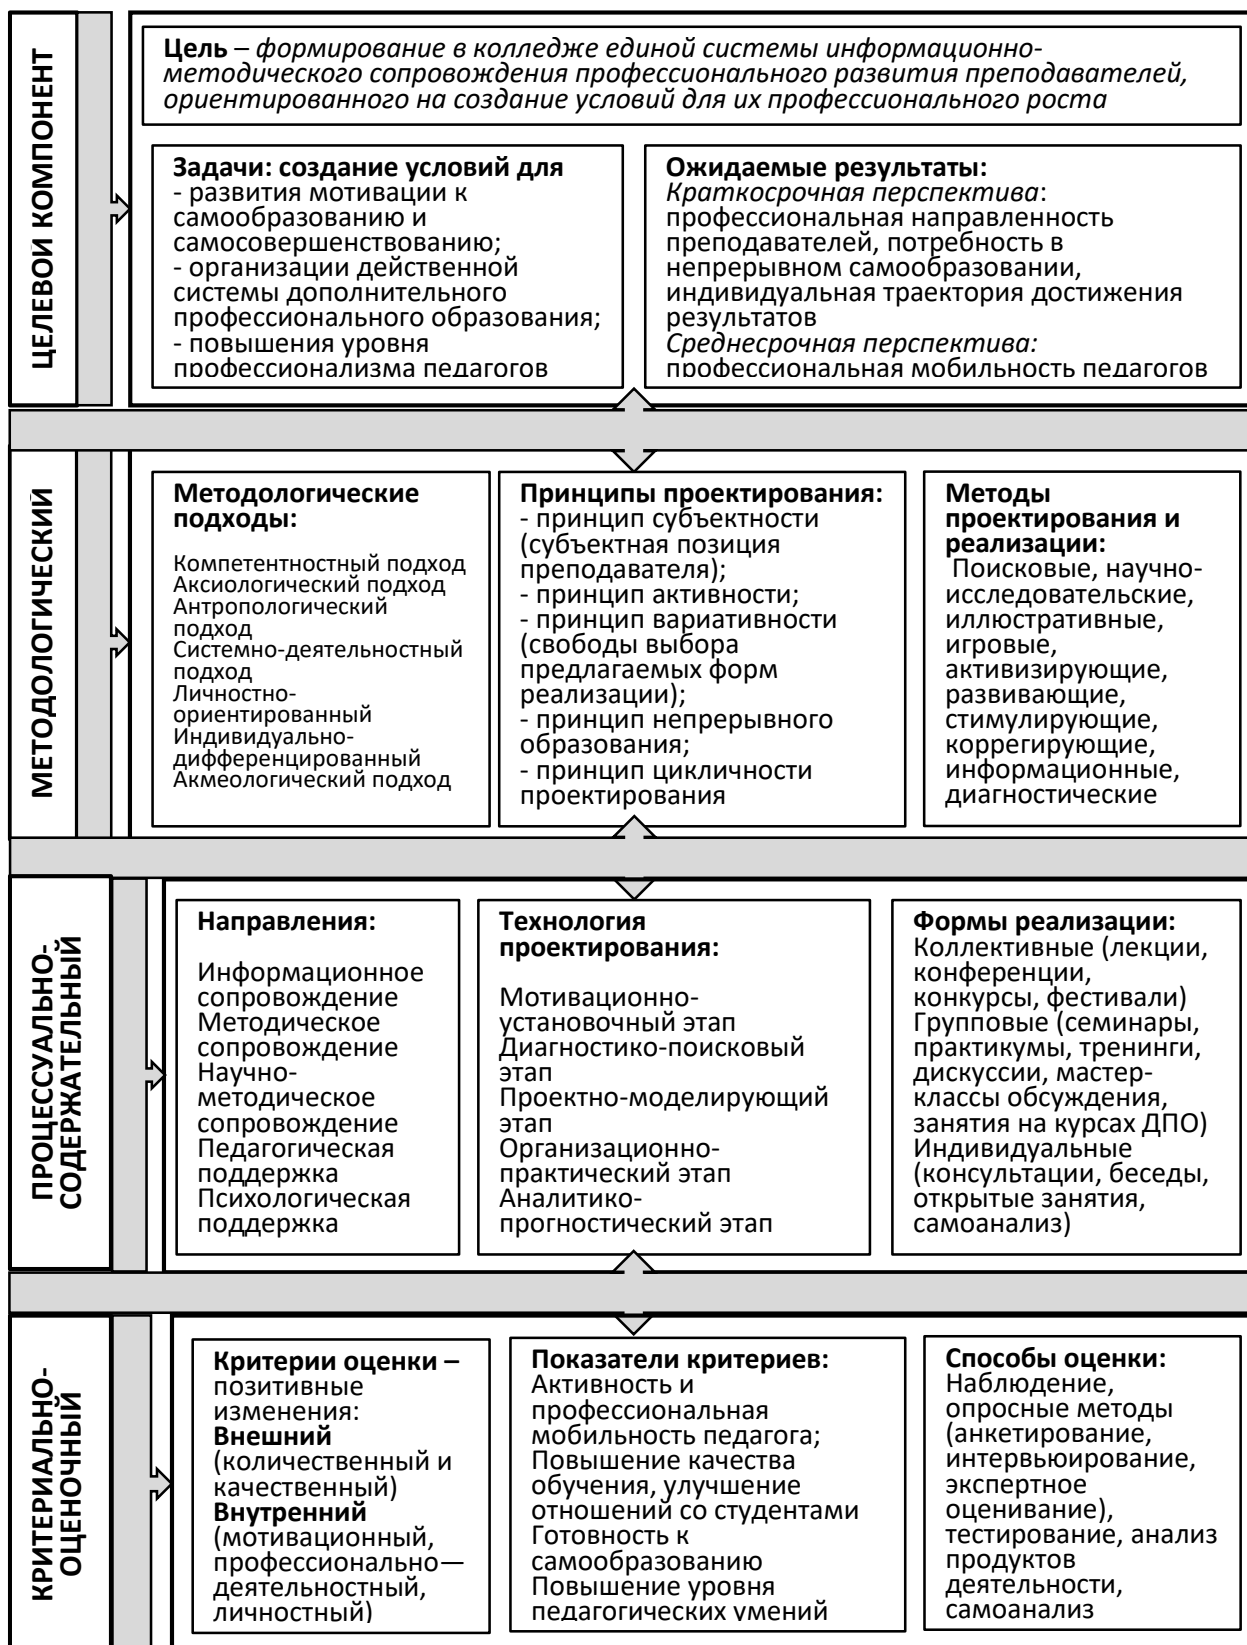 ЦЕЛЕВОЙ КОМПОНЕНТ
Цель – формирование в колледже единой системы информационно-
методического сопровождения профессионального развития преподавателей,
ориентированного на создание условий для их профессионального роста
Задачи: создание условий для
- развития мотивации к
самообразованию и
самосовершенствованию;
- организации действенной
системы дополнительного
профессионального образования;
- повышения уровня
профессионализма педагогов
Ожидаемые результаты:
Краткосрочная перспектива:
профессиональная направленность
преподавателей, потребность в
непрерывном самообразовании,
индивидуальная траектория достижения
результатов
Среднесрочная перспектива:
профессиональная мобильность педагогов
МЕТОДОЛОГИЧЕСКИЙ
Методологические
подходы:
Компетентностный подход
Аксиологический подход
Антропологический
подход
Системно-деятельностный
подход
Личностно-
ориентированный
Индивидуально-
дифференцированный
Акмеологический подход
Принципы проектирования:
- принцип субъектности
(субъектная позиция
преподавателя);
- принцип активности;
- принцип вариативности
(свободы выбора
предлагаемых форм
реализации);
- принцип непрерывного
образования;
- принцип цикличности
проектирования
Методы
проектирования и
реализации:
Поисковые, научно-
исследовательские,
иллюстративные,
игровые,
активизирующие,
развивающие,
стимулирующие,
коррегирующие,
информационные,
диагностические
ПРОЦЕССУАЛЬНО-
СОДЕРЖАТЕЛЬНЫЙ
Направления:
Информационное
сопровождение
Методическое
сопровождение
Научно-
методическое
сопровождение
Педагогическая
поддержка
Психологическая
поддержка
Технология
проектирования:
Мотивационно-
установочный этап
Диагностико-поисковый
этап
Проектно-моделирующий
этап
Организационно-
практический этап
Аналитико-
прогностический этап
Формы реализации:
Коллективные (лекции,
конференции,
конкурсы, фестивали)
Групповые (семинары,
практикумы, тренинги,
дискуссии, мастер-
классы обсуждения,
занятия на курсах ДПО)
Индивидуальные
(консультации, беседы,
открытые занятия,
самоанализ)
КРИТЕРИАЛЬНО-
ОЦЕНОЧНЫЙ
Критерии оценки –
позитивные
изменения:
Внешний
(количественный и
качественный)
Внутренний
(мотивационный,
профессионально—
деятельностный,
личностный)
Показатели критериев:
Активность и
профессиональная
мобильность педагога;
Повышение качества
обучения, улучшение
отношений со студентами
Готовность к
самообразованию
Повышение уровня
педагогических умений
Способы оценки:
Наблюдение,
опросные методы
(анкетирование,
интервьюирование,
экспертное
оценивание),
тестирование, анализ
продуктов
деятельности,
самоанализ